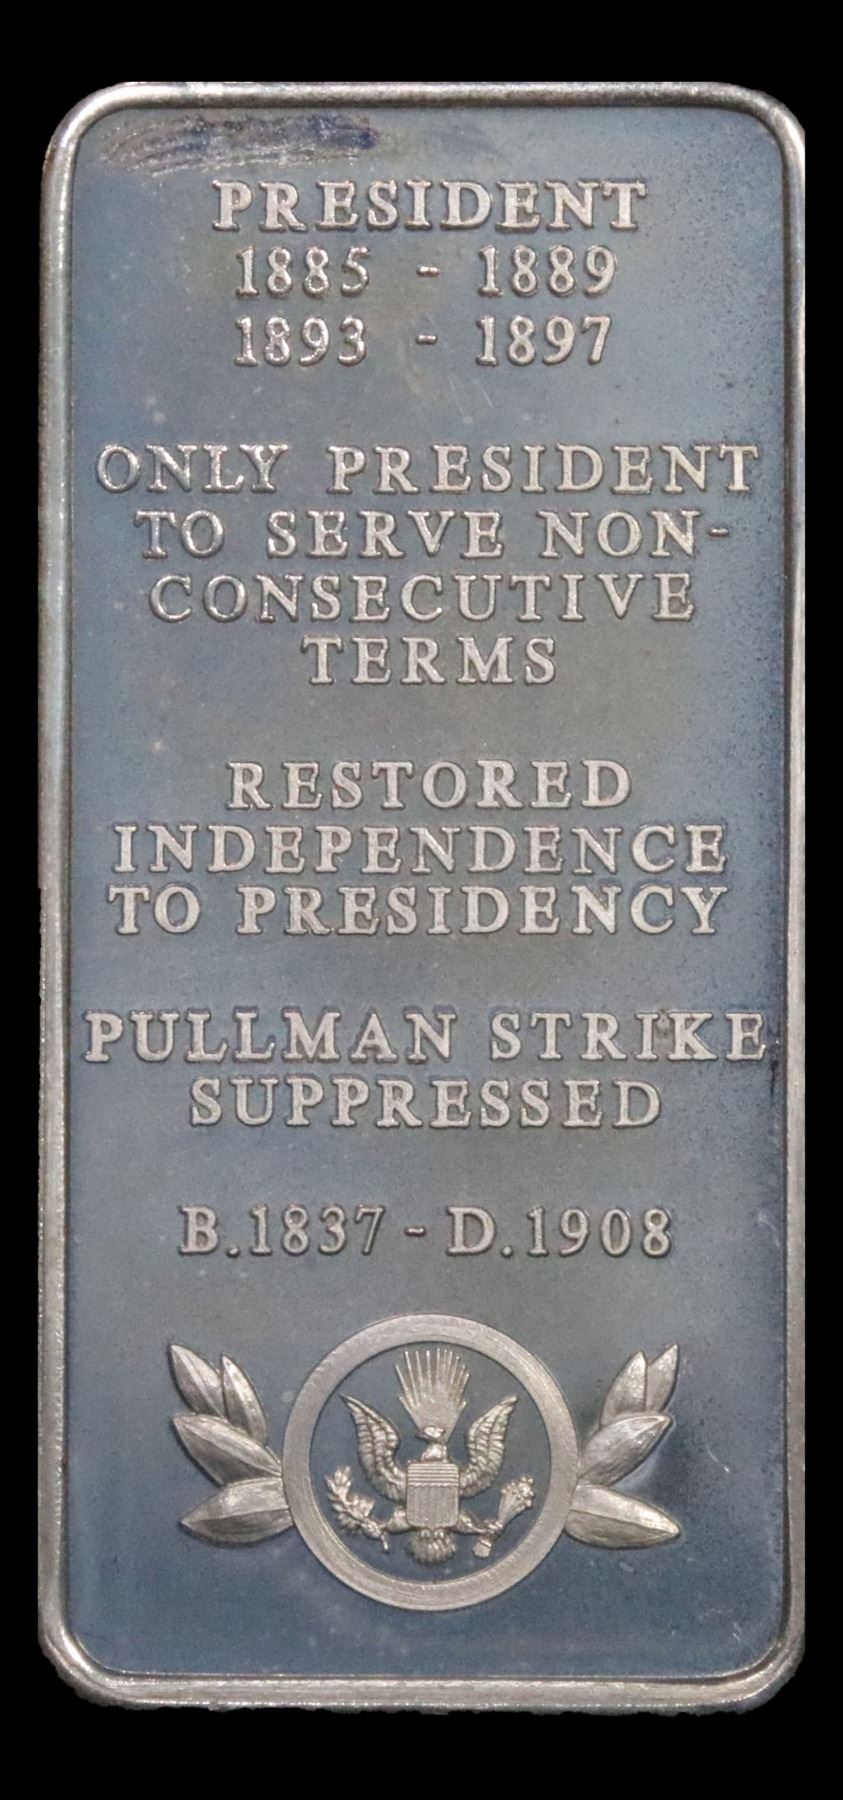 PRESIDENT
1885 - 1889
1893 - 1897
ONLY PRESIDENT
TO SERVE NON-
CONSECUTIVE
TERMS
RESTORED
INDEPENDENCE
TO PRESIDENCY
PULLMAN STRIKE
SUPPRESSED
B.1837 - D.1908